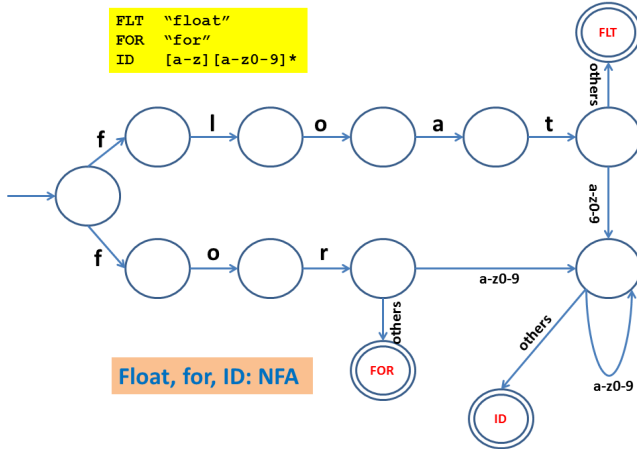 FLT “float”
FOR “for”
ID [a-z][a-z0-9]*
FLT
others
f l o a t
a-z0-9
f o r
a-z0-9
others
others
FOR
Float, for, ID: NFA
ID
a-z0-9